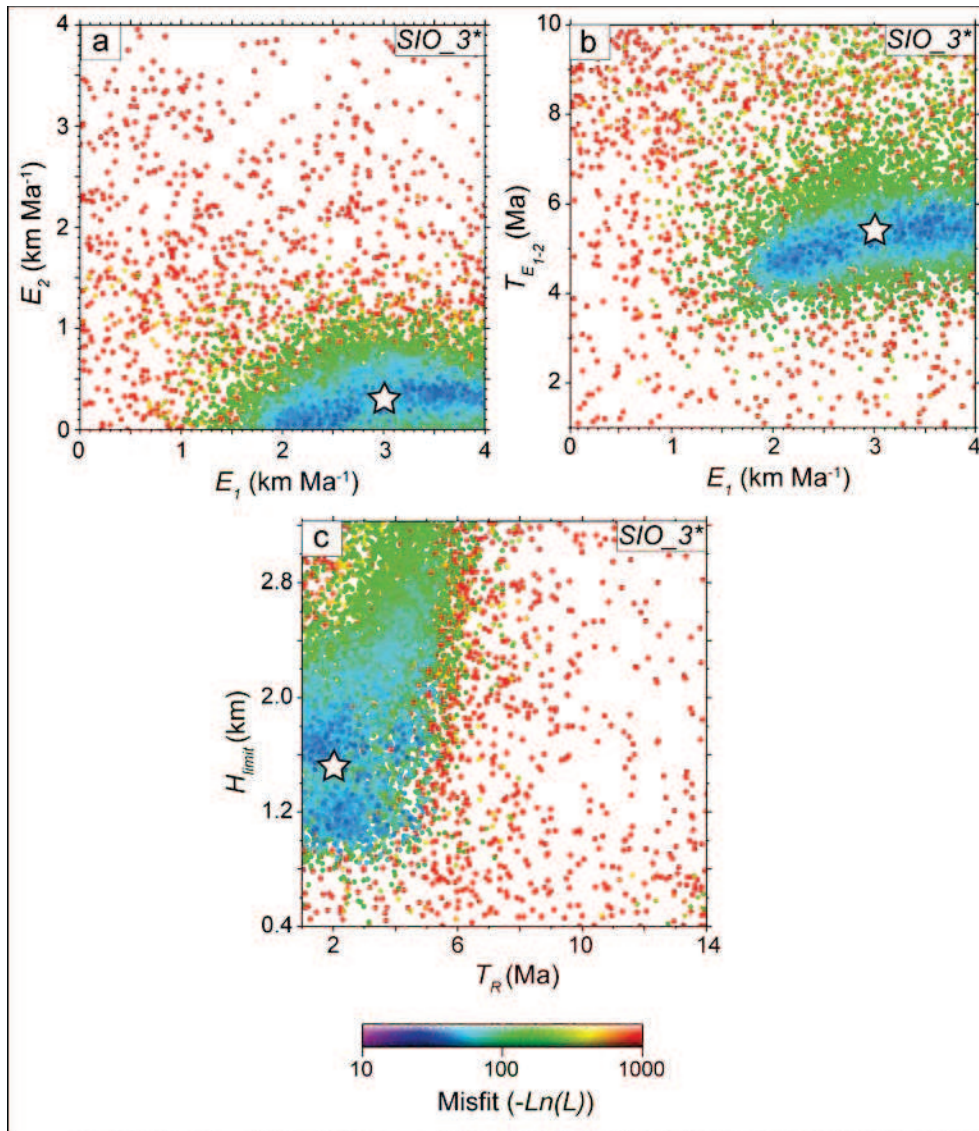 a
SIO_3*
4
3
2
1
0
E2 (km Ma-1)
0 1 2 3 4
E1 (km Ma-1)
b
SIO_3*
10
8
6
4
2
TE1-2 (Ma)
0 1 2 3 4
E1 (km Ma-1)
c
SIO_3*
2.8
2.0
1.2
0.4
Hlimit (km)
2 6 10 14
TR (Ma)
10 100 1000
Misfit (-Ln(L))